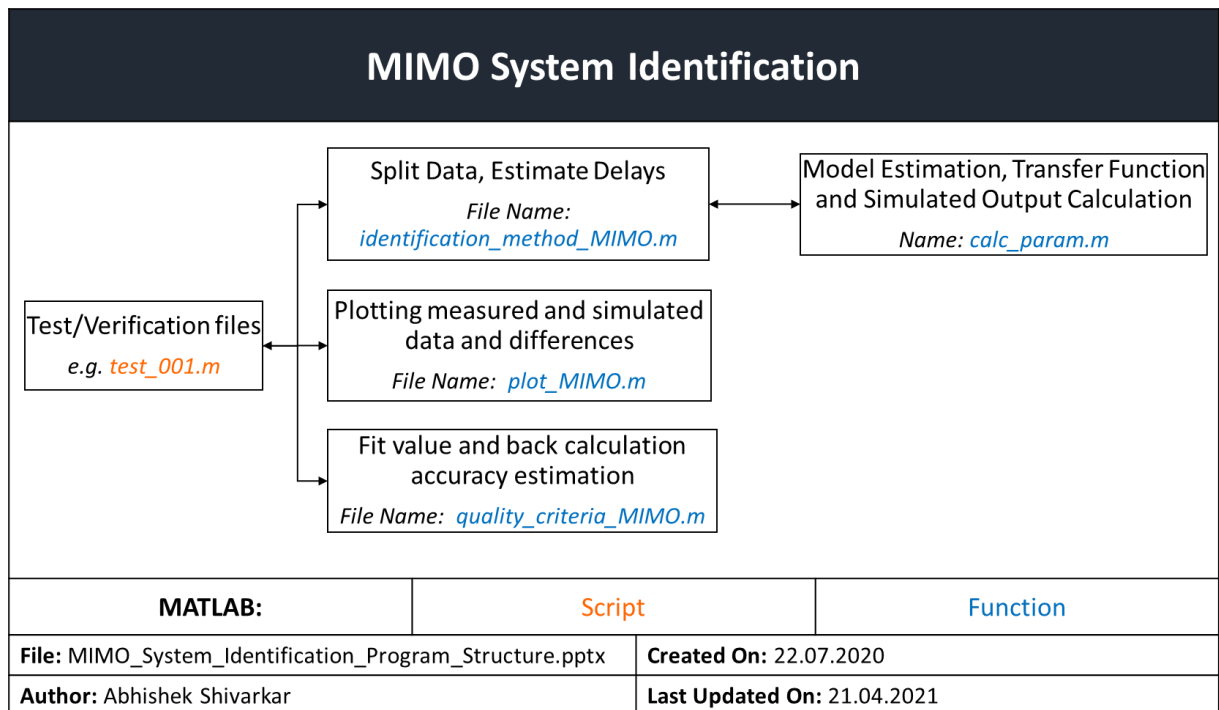 MIMO System Identification
Split Data, Estimate Delays
File Name:
identification_method_MIMO.m
Model Estimation, Transfer Function
and Simulated Output Calculation
Name: calc_param.m
Test/Verification files
e.g. test_001.m
Plotting measured and simulated
data and differences
File Name: plot_MIMO.m
Fit value and back calculation
accuracy estimation
File Name: quality_criteria_MIMO.m
MATLAB:
Script
Function
File: MIMO_System_Identification_Program_Structure.pptx
Created On: 22.07.2020
Author: Abhishek Shivarkar
Last Updated On: 21.04.2021